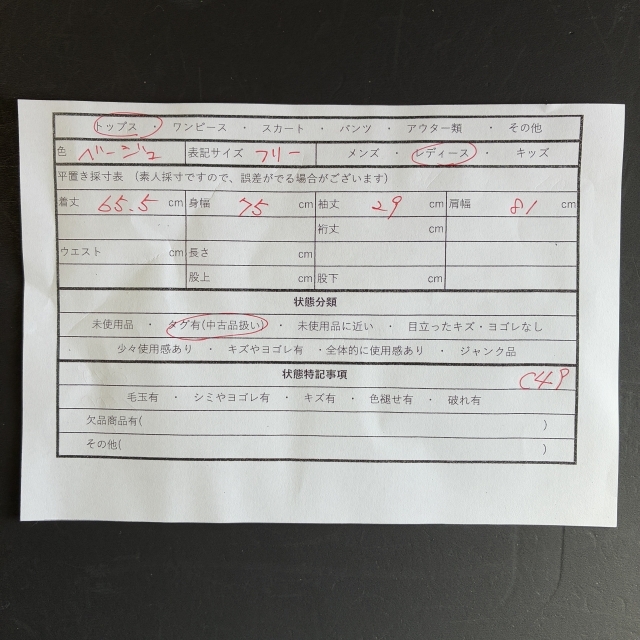 トップス ・ ワンピース ・ スカート ・ パンツ ・ アウター類 ・ その他
色 ベージュ 表記サイズ フリー メンズ ・ レディース ・ キッズ
平置き採寸表 （素人採寸ですので、誤差がでる場合がございます）
着丈 65.5 cm 身幅 75 cm 袖丈 29 cm 肩幅 81 cm
裄丈 cm
ウエスト cm 長さ cm
股上 cm 股下 cm
状態分類
未使用品 ・ タグ有(中古品扱い) ・ 未使用品に近い ・ 目立ったキズ・ヨゴレなし
少々使用感あり ・ キズやヨゴレ有 ・全体的に使用感あり ・ ジャンク品
状態特記事項 C49
毛玉有 ・ シミやヨゴレ有 ・ キズ有 ・ 色褪せ有 ・ 破れ有
欠品商品有( )
その他( )